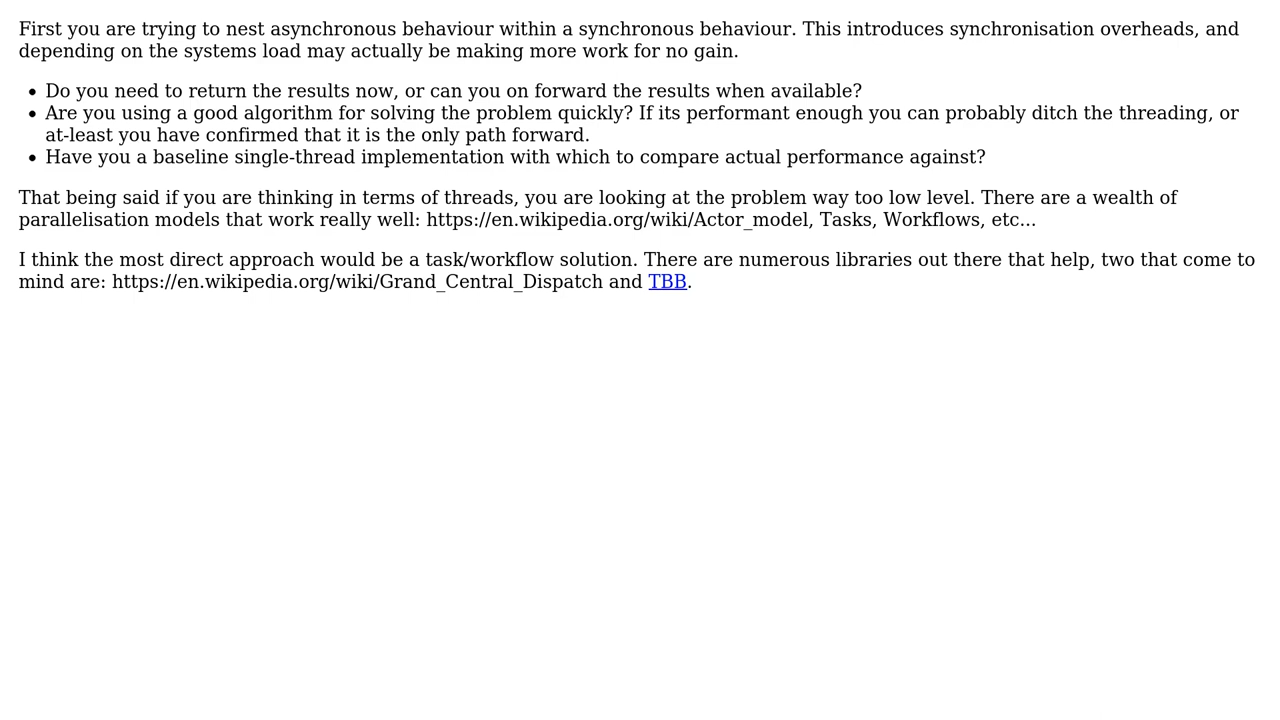 First you are trying to nest asynchronous behaviour within a synchronous behaviour. This introduces synchronisation overheads, and
depending on the systems load may actually be making more work for no gain.
• Do you need to return the results now, or can you on forward the results when available?
• Are you using a good algorithm for solving the problem quickly? If its performant enough you can probably ditch the threading, or
at-least you have confirmed that it is the only path forward.
• Have you a baseline single-thread implementation with which to compare actual performance against?
That being said if you are thinking in terms of threads, you are looking at the problem way too low level. There are a wealth of
parallelisation models that work really well: https://en.wikipedia.org/wiki/Actor_model, Tasks, Workflows, etc...
I think the most direct approach would be a task/workflow solution. There are numerous libraries out there that help, two that come to
mind are: https://en.wikipedia.org/wiki/Grand_Central_Dispatch and TBB.